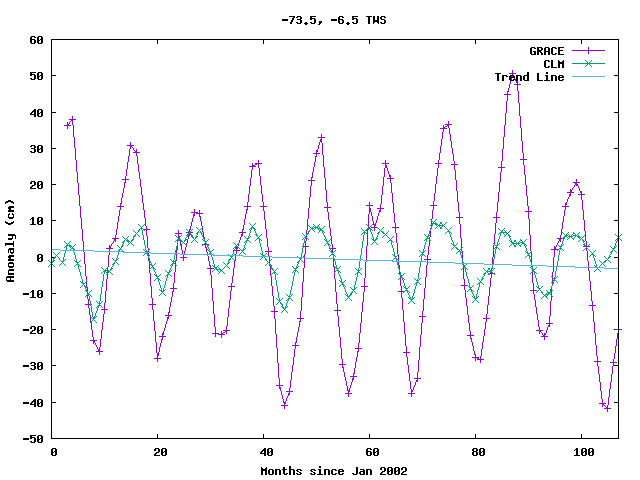 -73.5, -6.5 TWS
GRACE
CLM
Trend Line
Anomaly (cm)
60
50
40
30
20
10
0
-10
-20
-30
-40
-50
0 20 40 60 80 100
Months since Jan 2002